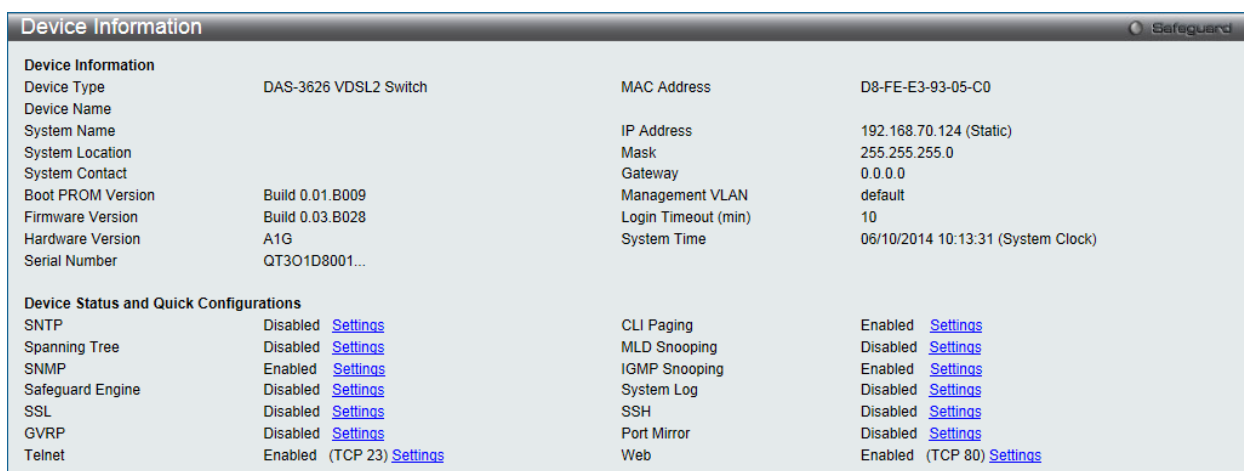 Device Information
Safeguard
Device Information
Device Type DAS-3626 VDSL2 Switch MAC Address D8-FE-E3-93-05-C0
Device Name
System Name IP Address 192.168.70.124 (Static)
System Location Mask 255.255.255.0
System Contact Gateway 0.0.0.0
Boot PROM Version Build 0.01.B009 Management VLAN default
Firmware Version Build 0.03.B028 Login Timeout (min) 10
Hardware Version A1G System Time 06/10/2014 10:13:31 (System Clock)
Serial Number QT3O1D8001...
Device Status and Quick Configurations
SNTP Disabled Settings CLI Paging Enabled Settings
Spanning Tree Disabled Settings MLD Snooping Disabled Settings
SNMP Enabled Settings IGMP Snooping Enabled Settings
Safeguard Engine Disabled Settings System Log Disabled Settings
SSL Disabled Settings SSH Disabled Settings
GVRP Disabled Settings Port Mirror Disabled Settings
Telnet Enabled (TCP 23) Settings Web Enabled (TCP 80) Settings